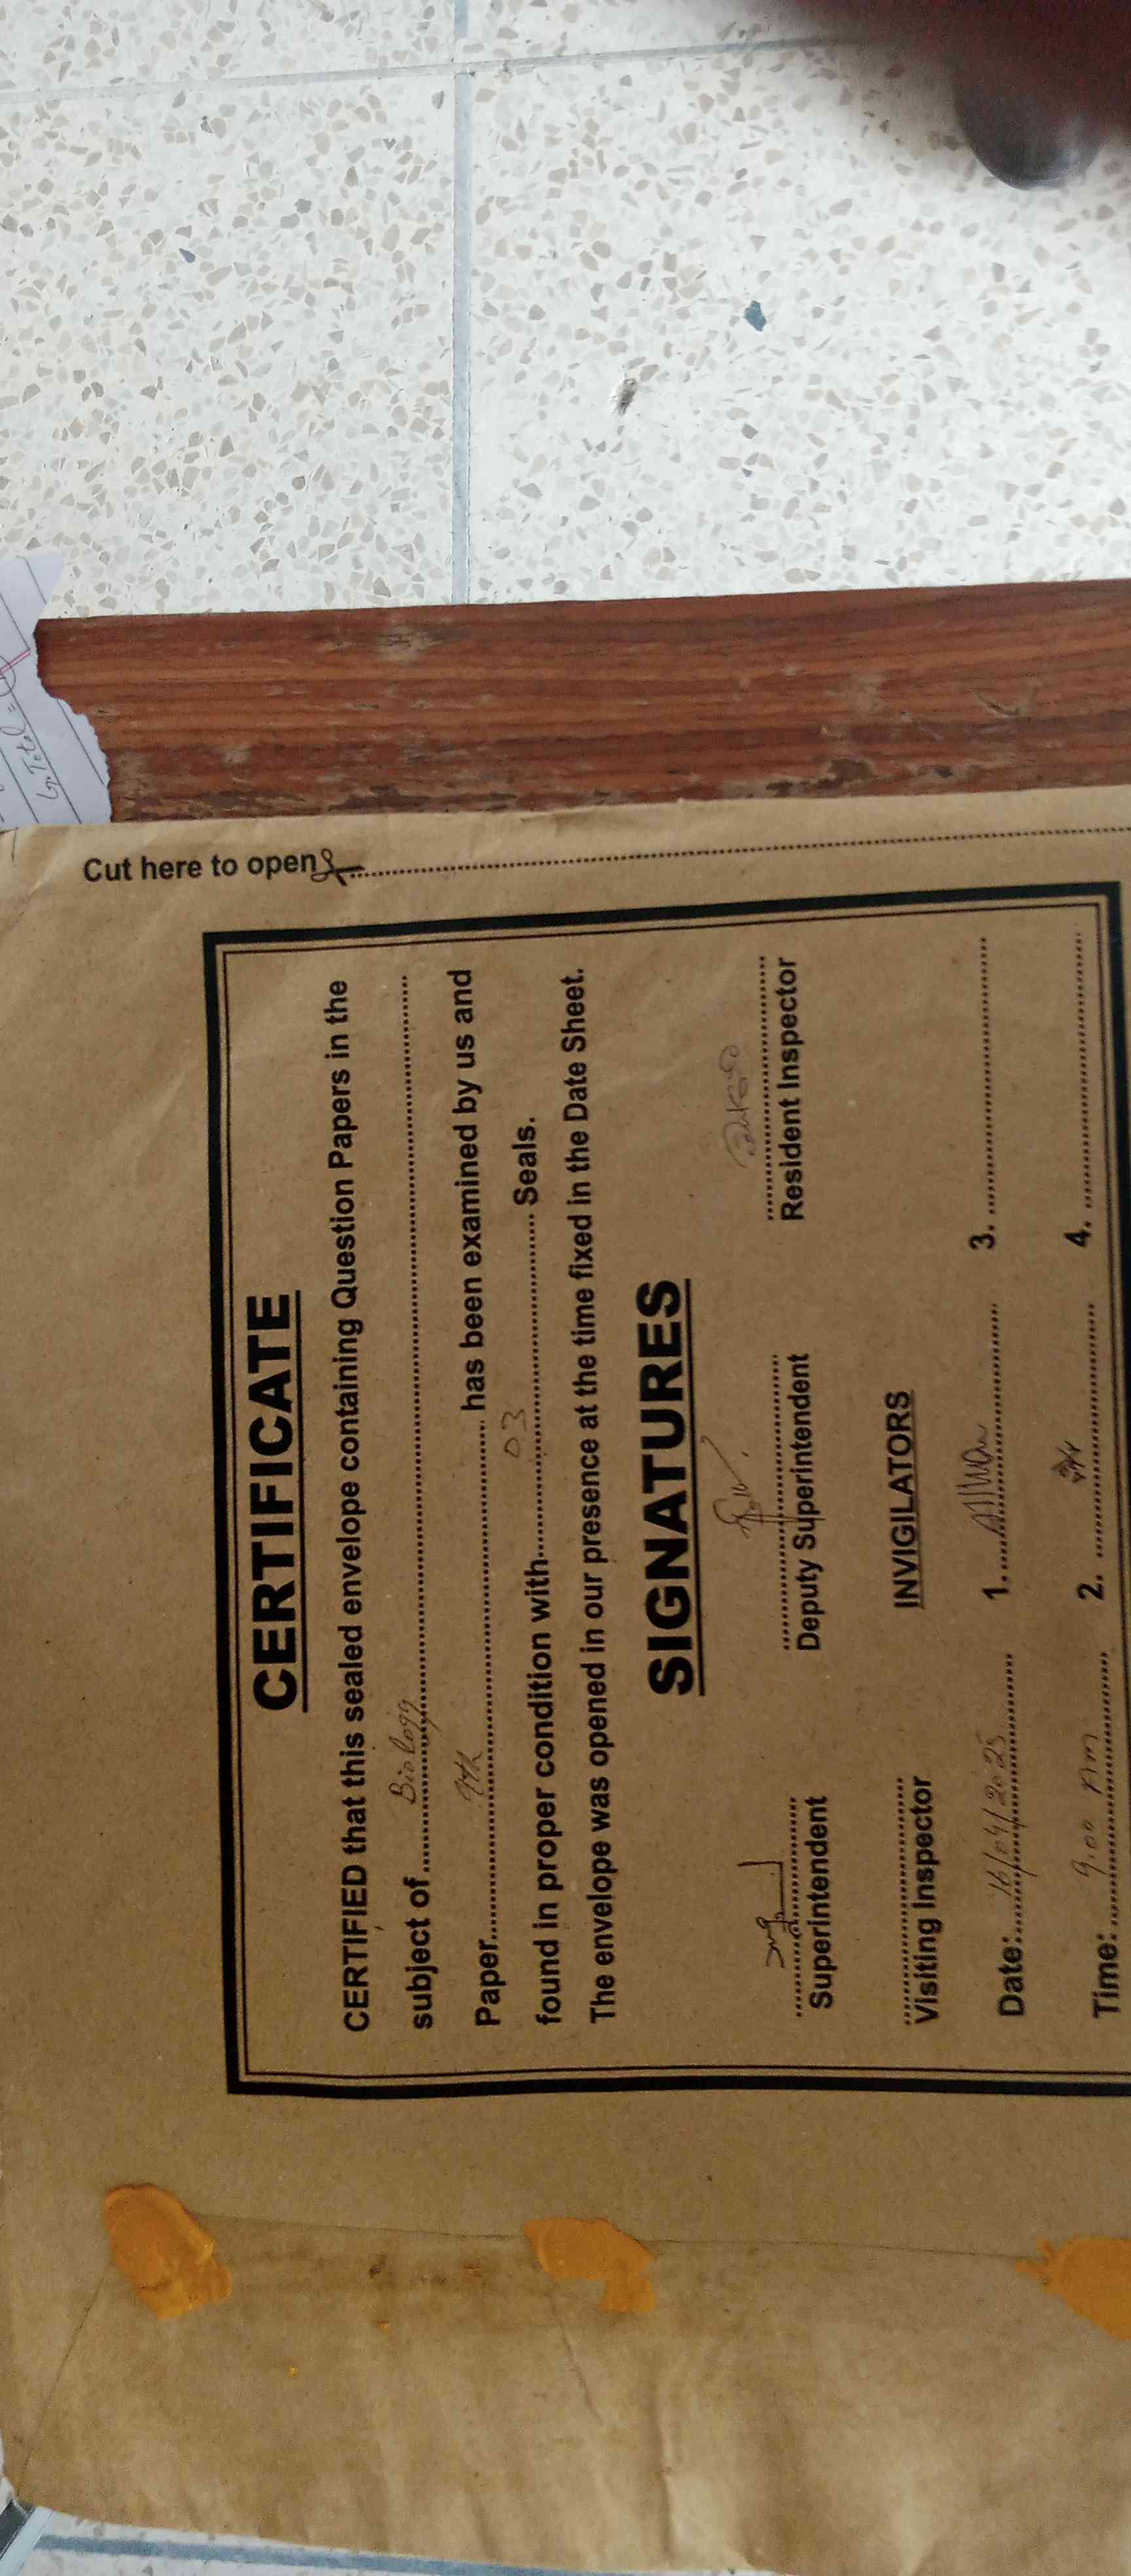 Cut here to open
CERTIFICATE
CERTIFIED that this sealed envelope containing Question Papers in the
subject of Biology
Paper 9th has been examined by us and
found in proper condition with 03 Seals.
The envelope was opened in our presence at the time fixed in the Date Sheet.
SIGNATURES
Superintendent Deputy Superintendent Resident Inspector
Visiting Inspector INVIGILATORS
Date: 16/04/2025 1. 3.
Time: 9:00 Am 2. 4.
G.Total =